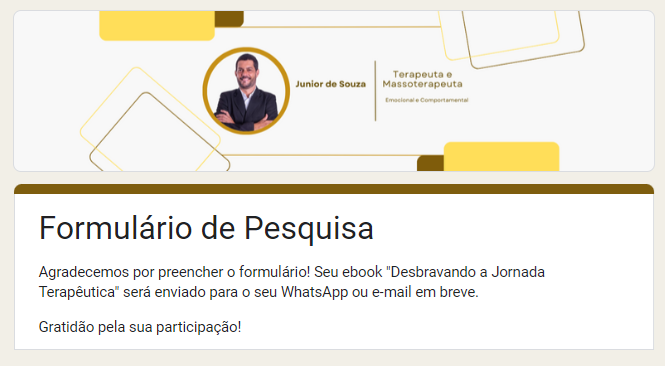 Junior de Souza
Terapeuta e
Massoterapeuta
Emocional e Comportamental
Formulário de Pesquisa
Agradecemos por preencher o formulário! Seu ebook "Desbravando a Jornada
Terapêutica" será enviado para o seu WhatsApp ou e-mail em breve.
Gratidão pela sua participação!